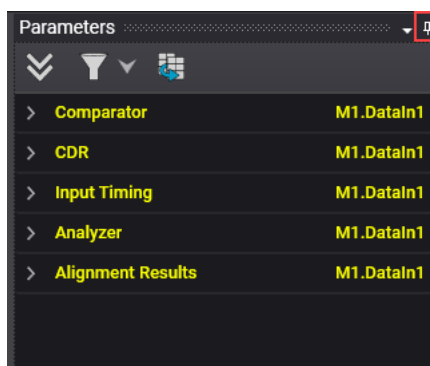 Parameters
Comparator M1.DataIn1
CDR M1.DataIn1
Input Timing M1.DataIn1
Analyzer M1.DataIn1
Alignment Results M1.DataIn1